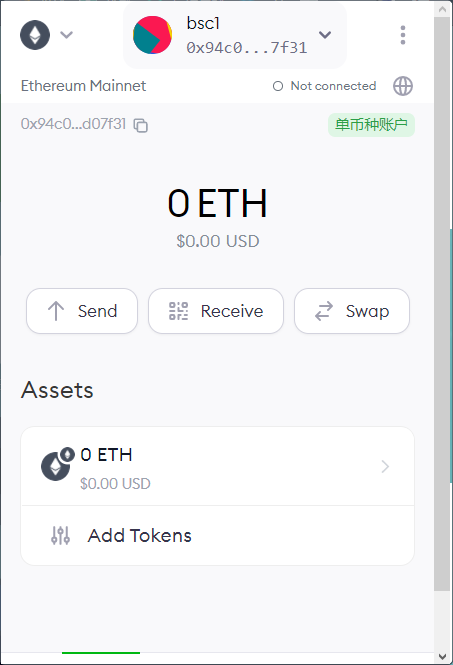 bsc1
0x94c0...7f31
Ethereum Mainnet
Not connected
0x94c0...d07f31
单币种账户
0 ETH
$0.00 USD
Send
Receive
Swap
Assets
0 ETH
$0.00 USD
Add Tokens